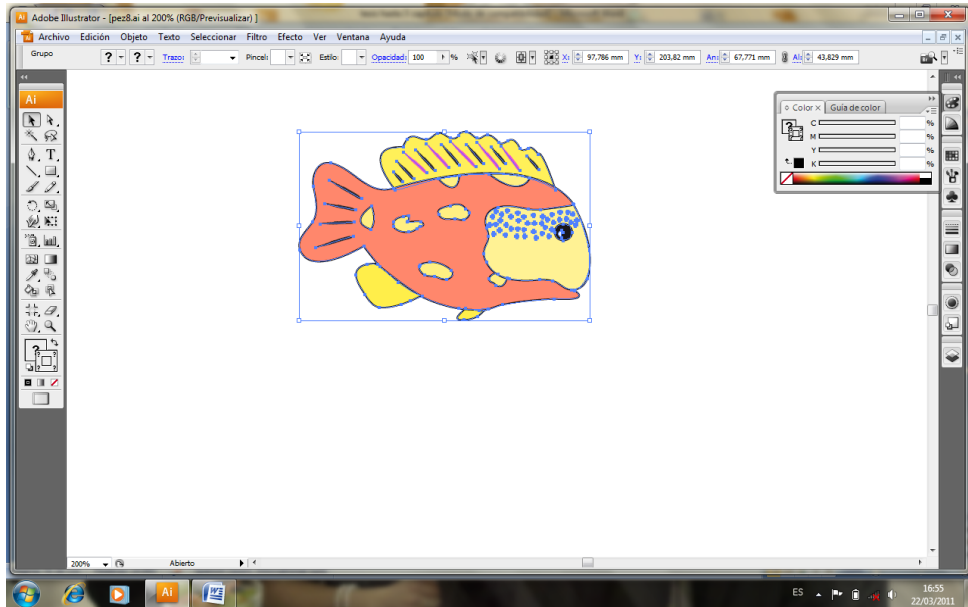 Adobe Illustrator - [pez8.ai al 200% (RGB/Previsualizar) ]
Archivo Edición Objeto Texto Seleccionar Filtro Efecto Ver Ventana Ayuda
Grupo ? ? Trazo: Pincel: Estilo: Opacidad: 100 % X: 97,786 mm Y: 203,82 mm An: 67,771 mm Al: 43,829 mm
Ai
Color × Guía de color
? C %
M %
Y %
K %
T
?
? ?
? ?
200% Abierto
Ai W
ES 16:55
22/03/2011